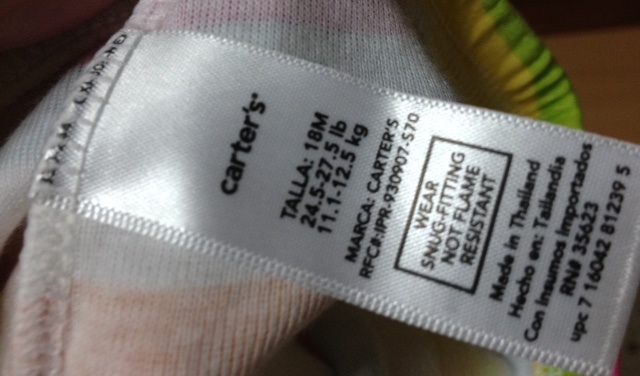 carter's
TALLA: 18M
24.5-27.5 lb
11.1-12.5 kg
MARCA: CARTER'S
RFC#:IPR-930907-S70
WEAR
SNUG-FITTING
NOT FLAME
RESISTANT
Made in Thailand
Hecho en: Tailandia
Con insumos importados
RN# 35623
upc 7 16042 81239 5